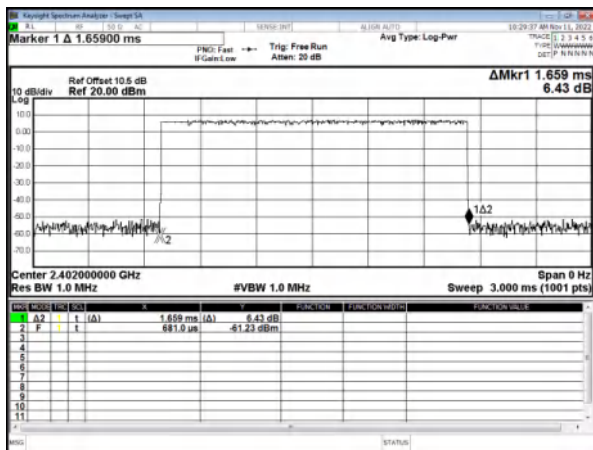 Keysight Spectrum Analyzer - Swept SA
RL RF 50 Ω AC SENSE:INT ALIGN AUTO 10:29:37 AM Nov 11, 2022
Marker 1 Δ 1.65900 ms
PNO: Fast
IFGain:Low
Trig: Free Run
Atten: 20 dB
Avg Type: Log-Pwr
TRACE 1 2 3 4 5 6
TYPE WWWWWW
DET P N N N N N
ΔMkr1 1.659 ms
6.43 dB
Ref Offset 10.5 dB
10 dB/div Ref 20.00 dBm
Log
10.0
0.00
-10.0
-20.0
-30.0
-40.0
-50.0
-60.0
-70.0
1Δ2
2
Center 2.402000000 GHz Span 0 Hz
Res BW 1.0 MHz #VBW 1.0 MHz Sweep 3.000 ms (1001 pts)
MKR MODE TRC SCL X Y FUNCTION FUNCTION WIDTH FUNCTION VALUE
1 Δ2 1 t (Δ) 1.659 ms (Δ) 6.43 dB
2 F 1 t 681.0 µs -61.23 dBm
3
4
5
6
7
8
9
10
11
MSG STATUS